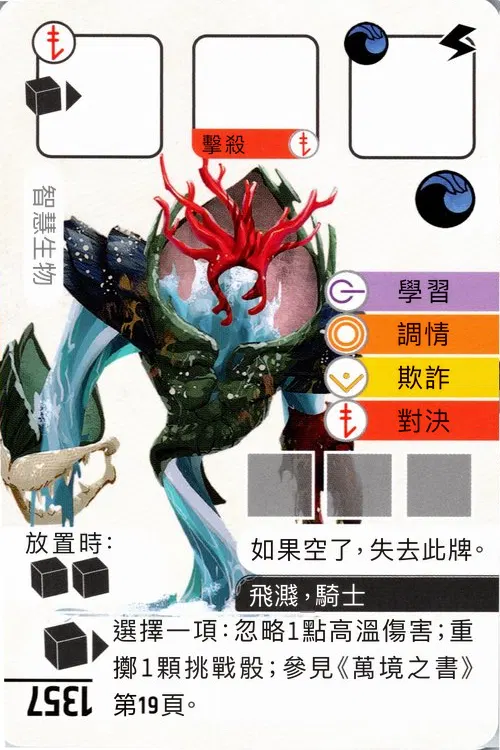 擊殺
智慧生物
學習
調情
欺詐
對決
放置時：
如果空了，失去此牌。
飛濺，騎士
選擇一項：忽略1點高溫傷害；重
擲1顆挑戰骰；參見《萬境之書》
第19頁。
1357